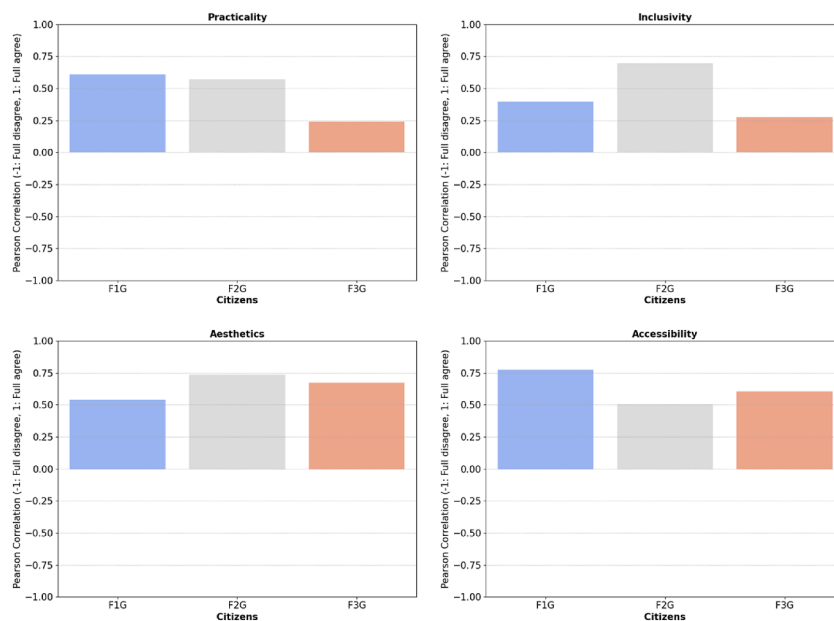 Practicality
Pearson Correlation (-1: Full disagree, 1: Full agree)
1.00
0.75
0.50
0.25
0.00
−0.25
−0.50
−0.75
−1.00
F1G F2G F3G
Citizens
Inclusivity
Pearson Correlation (-1: Full disagree, 1: Full agree)
1.00
0.75
0.50
0.25
0.00
−0.25
−0.50
−0.75
−1.00
F1G F2G F3G
Citizens
Aesthetics
Pearson Correlation (-1: Full disagree, 1: Full agree)
1.00
0.75
0.50
0.25
0.00
−0.25
−0.50
−0.75
−1.00
F1G F2G F3G
Citizens
Accessibility
Pearson Correlation (-1: Full disagree, 1: Full agree)
1.00
0.75
0.50
0.25
0.00
−0.25
−0.50
−0.75
−1.00
F1G F2G F3G
Citizens